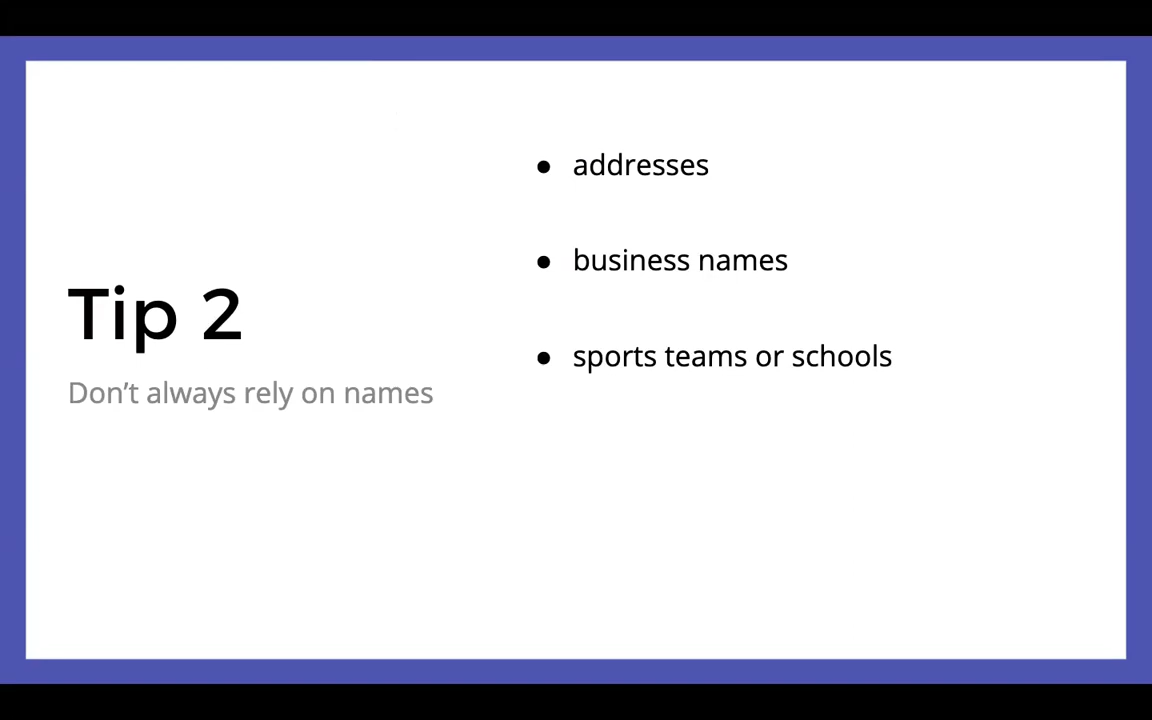 Tip 2
Don’t always rely on names
● addresses
● business names
● sports teams or schools